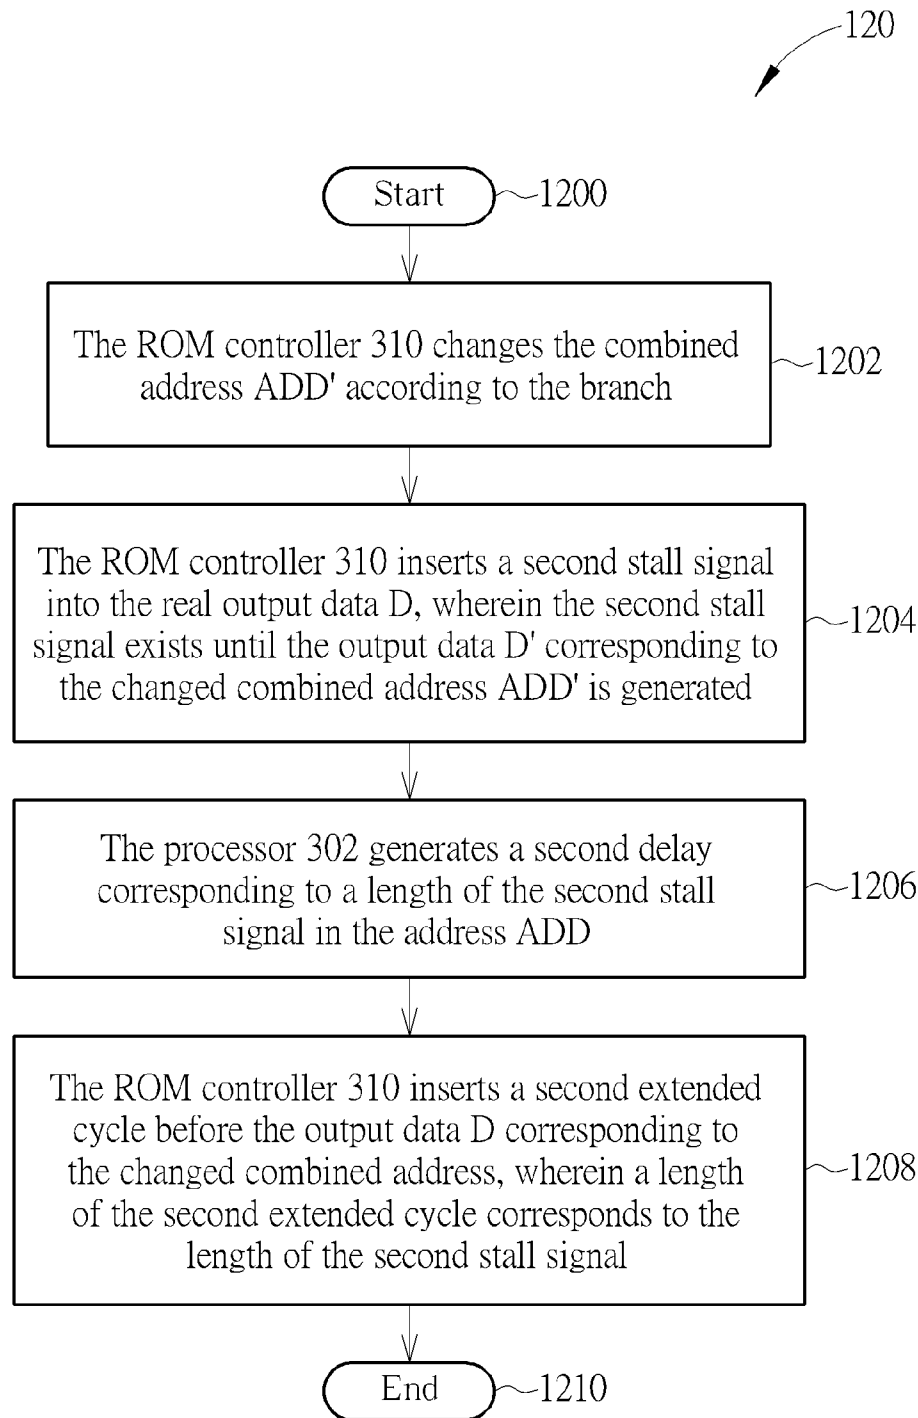 120
Start
1200
The ROM controller 310 changes the combined
address ADD' according to the branch
1202
The ROM controller 310 inserts a second stall signal
into the real output data D, wherein the second stall
signal exists until the output data D' corresponding to
the changed combined address ADD' is generated
1204
The processor 302 generates a second delay
corresponding to a length of the second stall
signal in the address ADD
1206
The ROM controller 310 inserts a second extended
cycle before the output data D corresponding to
the changed combined address, wherein a length
of the second extended cycle corresponds to the
length of the second stall signal
1208
End
1210